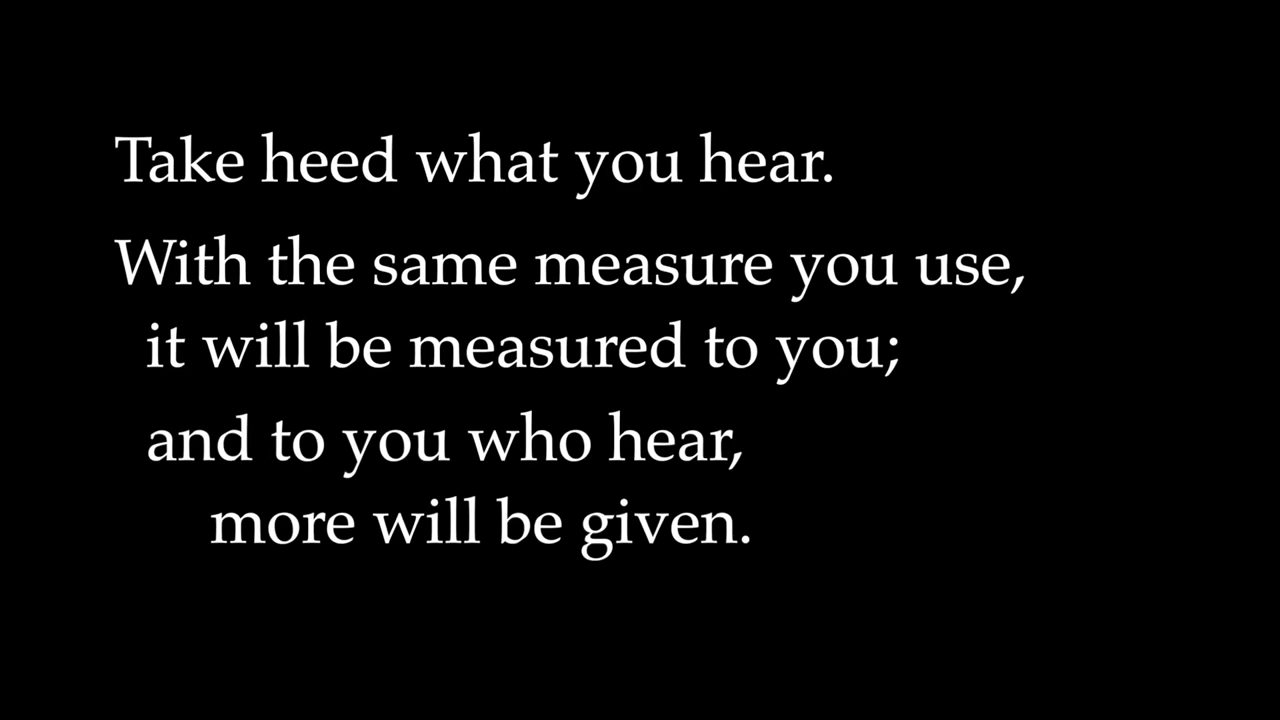 Take heed what you hear.
With the same measure you use,
it will be measured to you;
and to you who hear,
more will be given.